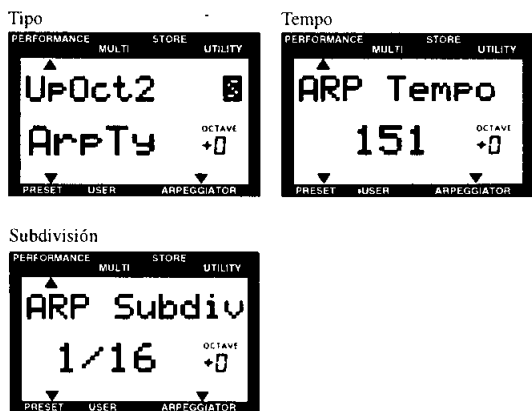 Tipo
PERFORMANCE MULTI STORE UTILITY
UpOct2
ArpTy OCTAVE +0
PRESET USER ARPEGGIATOR
Tempo
PERFORMANCE MULTI STORE UTILITY
ARP Tempo
151 OCTAVE +0
PRESET USER ARPEGGIATOR
Subdivisión
PERFORMANCE MULTI STORE UTILITY
ARP Subdiv
1/16 OCTAVE +0
PRESET USER ARPEGGIATOR